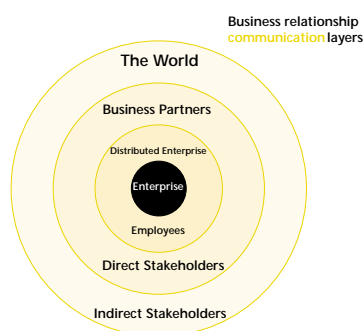 Business relationship
communication layers
The World
Business Partners
Distributed Enterprise
Enterprise
Employees
Direct Stakeholders
Indirect Stakeholders